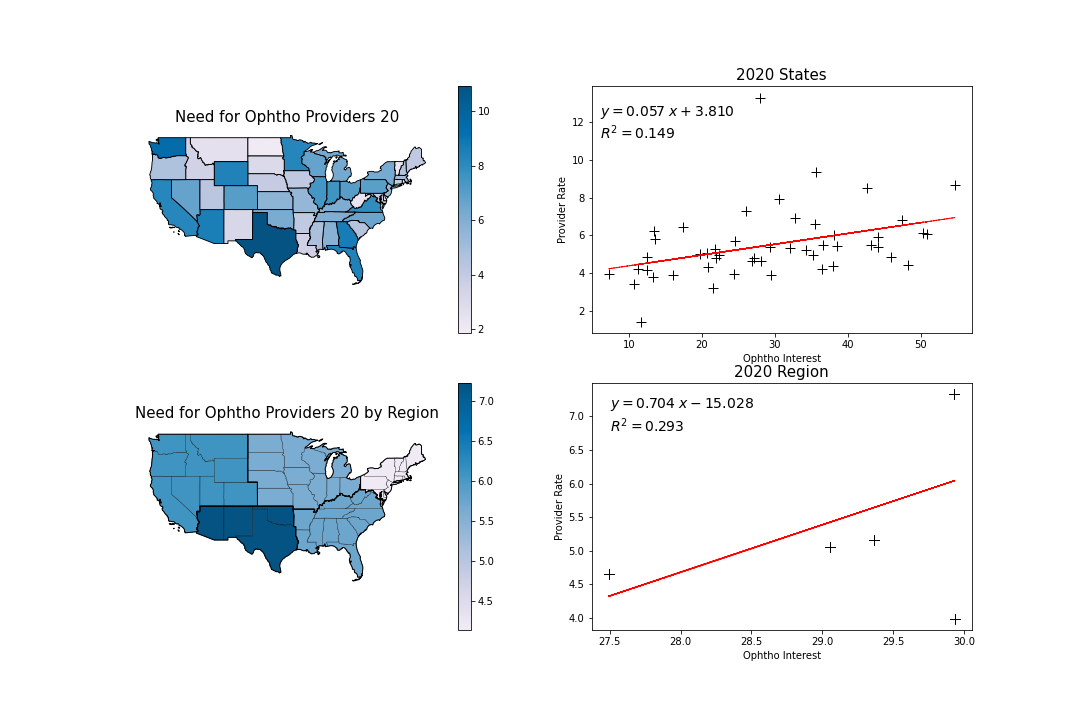 Need for Ophtho Providers 20
10
8
6
4
2
2020 States
y = 0.057 x + 3.810
R² = 0.149
Provider Rate
12
10
8
6
4
2
10
20
30
40
50
Ophtho Interest
Need for Ophtho Providers 20 by Region
7.0
6.5
6.0
5.5
5.0
4.5
2020 Region
y = 0.704 x − 15.028
R² = 0.293
Provider Rate
7.0
6.5
6.0
5.5
5.0
4.5
4.0
27.5
28.0
28.5
29.0
29.5
30.0
Ophtho Interest